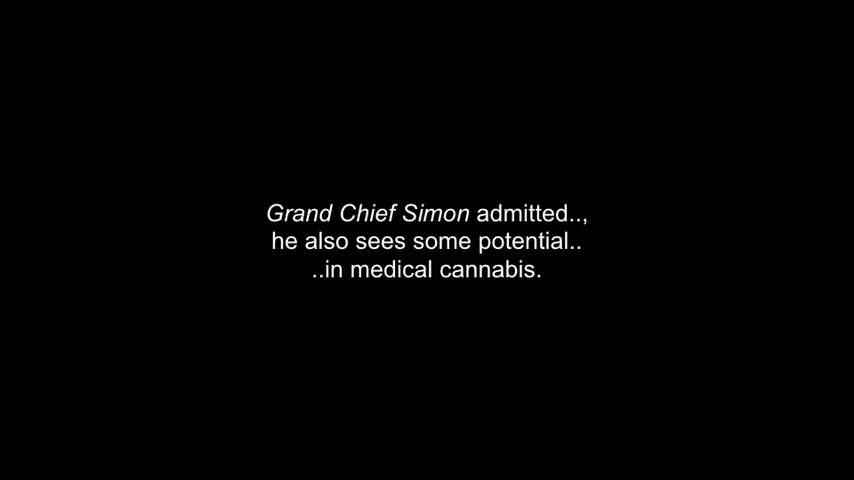 Grand Chief Simon admitted..,
he also sees some potential..
..in medical cannabis.